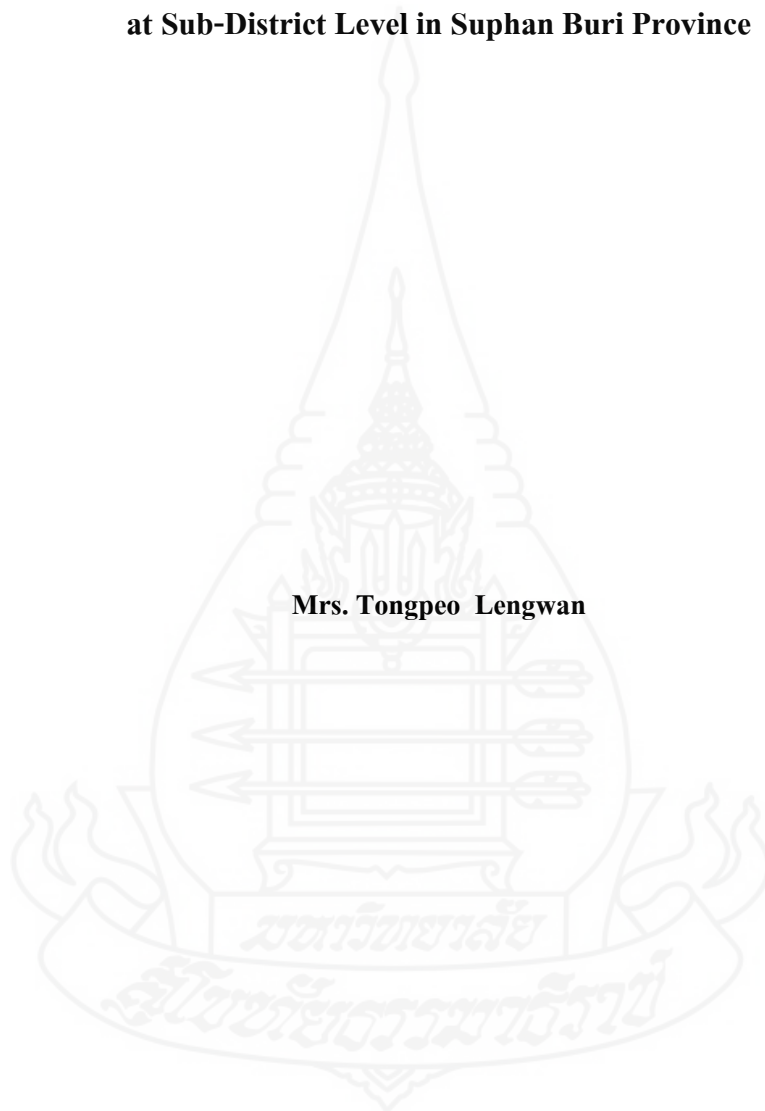 at Sub-District Level in Suphan Buri Province
Mrs. Tongpeo Lengwan
มหาวิทยาลัย
สุโขทัยธรรมาธิราช